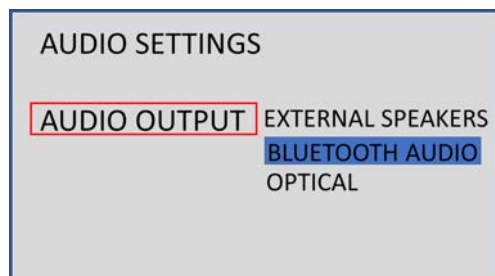 AUDIO SETTINGS
AUDIO OUTPUT EXTERNAL SPEAKERS
BLUETOOTH AUDIO
OPTICAL